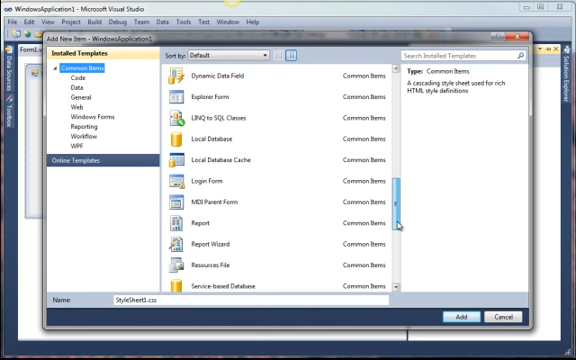 WindowsApplication1 - Microsoft Visual Studio
File Edit View Project Build Debug Team Data Tools Test Window Help
Form1.v
Data Sources
Toolbox
Solution Explorer
Add New Item - WindowsApplication1
Installed Templates
Common Items
Code
Data
General
Web
Windows Forms
Reporting
Workflow
WPF
Online Templates
Sort by: Default
Dynamic Data Field Common Items
Explorer Form Common Items
LINQ to SQL Classes Common Items
Local Database Common Items
Local Database Cache Common Items
Login Form Common Items
MDI Parent Form Common Items
Report Common Items
Report Wizard Common Items
Resources File Common Items
Service-based Database Common Items
Search Installed Templates
Type: Common Items
A cascading style sheet used for rich
HTML style definitions
Name: StyleSheet1.css
Add Cancel